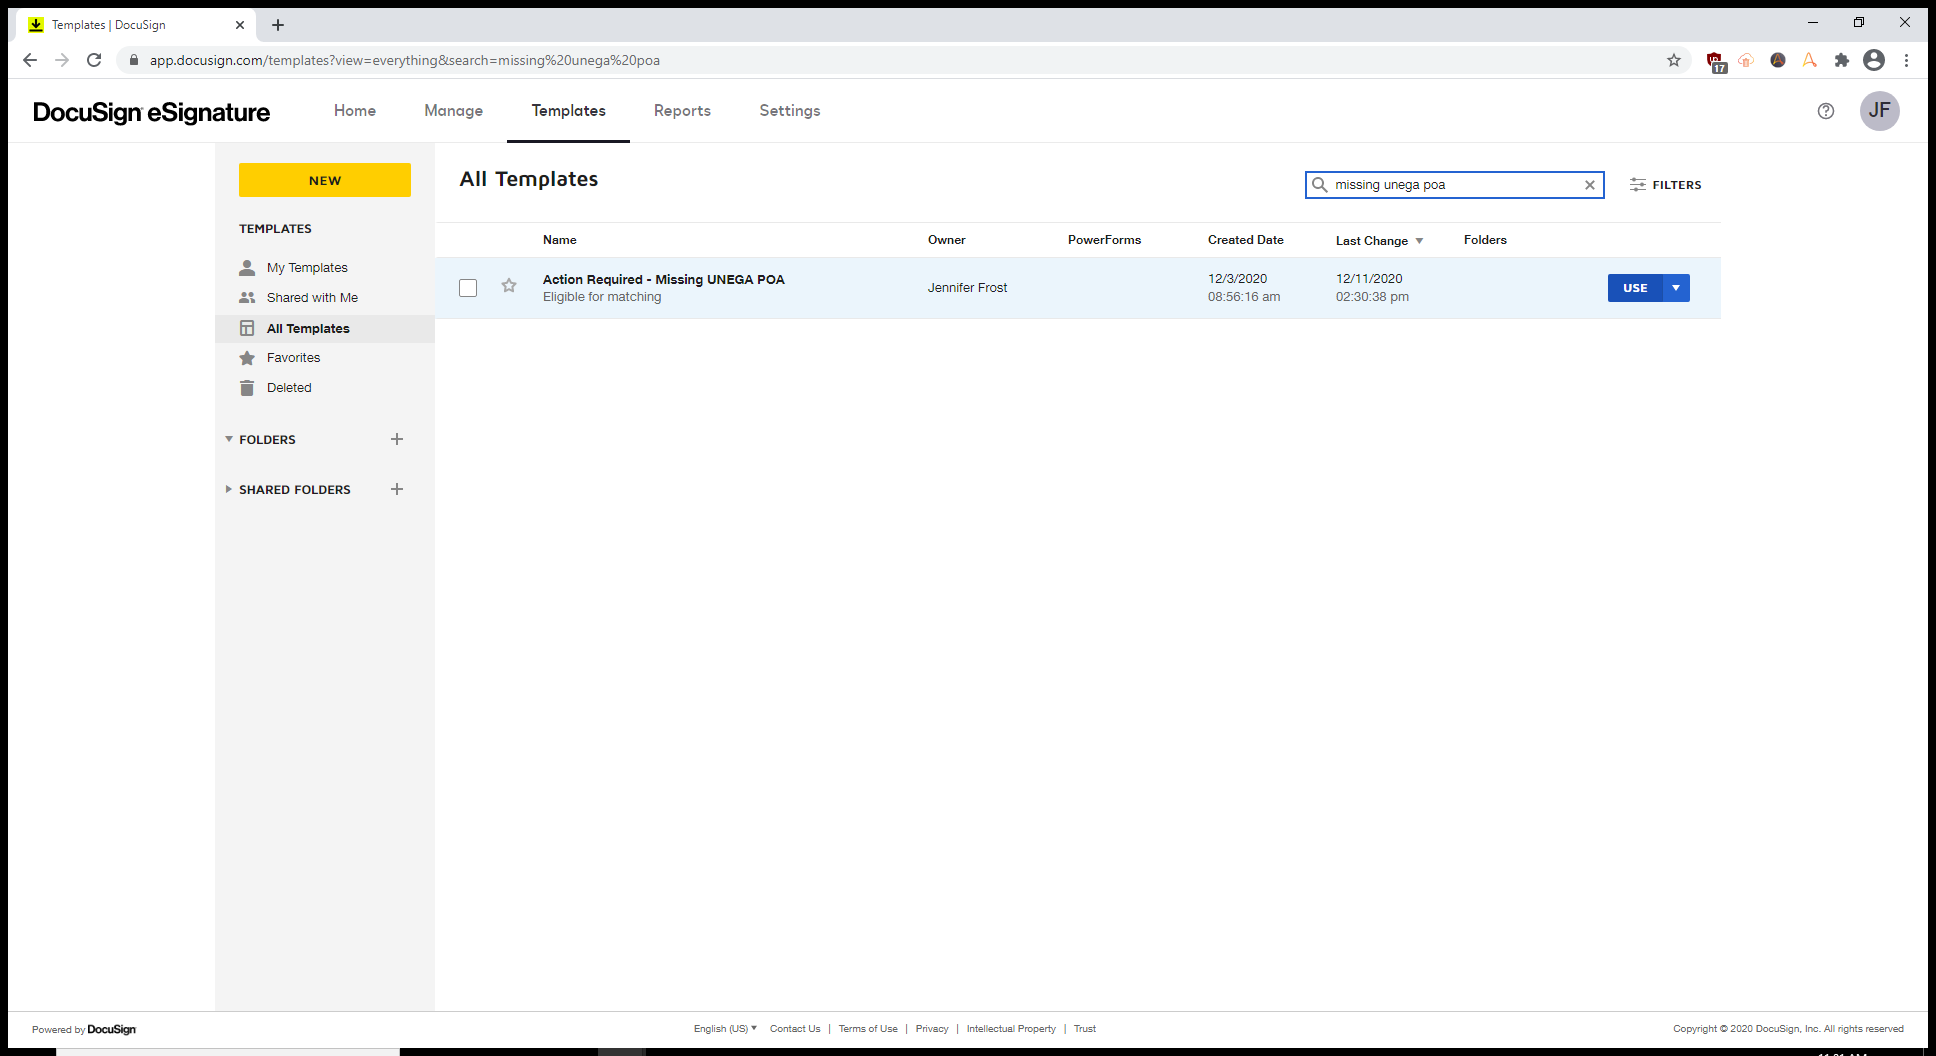 Templates | DocuSign
app.docusign.com/templates?view=everything&search=missing%20unega%20poa
17
DocuSign eSignature
Home
Manage
Templates
Reports
Settings
JF
NEW
TEMPLATES
My Templates
Shared with Me
All Templates
Favorites
Deleted
FOLDERS
SHARED FOLDERS
All Templates
missing unega poa
FILTERS
Name Owner PowerForms Created Date Last Change Folders
Action Required - Missing UNEGA POA
Eligible for matching
Jennifer Frost
12/3/2020
08:56:16 am
12/11/2020
02:30:38 pm
USE
Powered by DocuSign
English (US) Contact Us | Terms of Use | Privacy | Intellectual Property | Trust
Copyright © 2020 DocuSign, Inc. All rights reserved